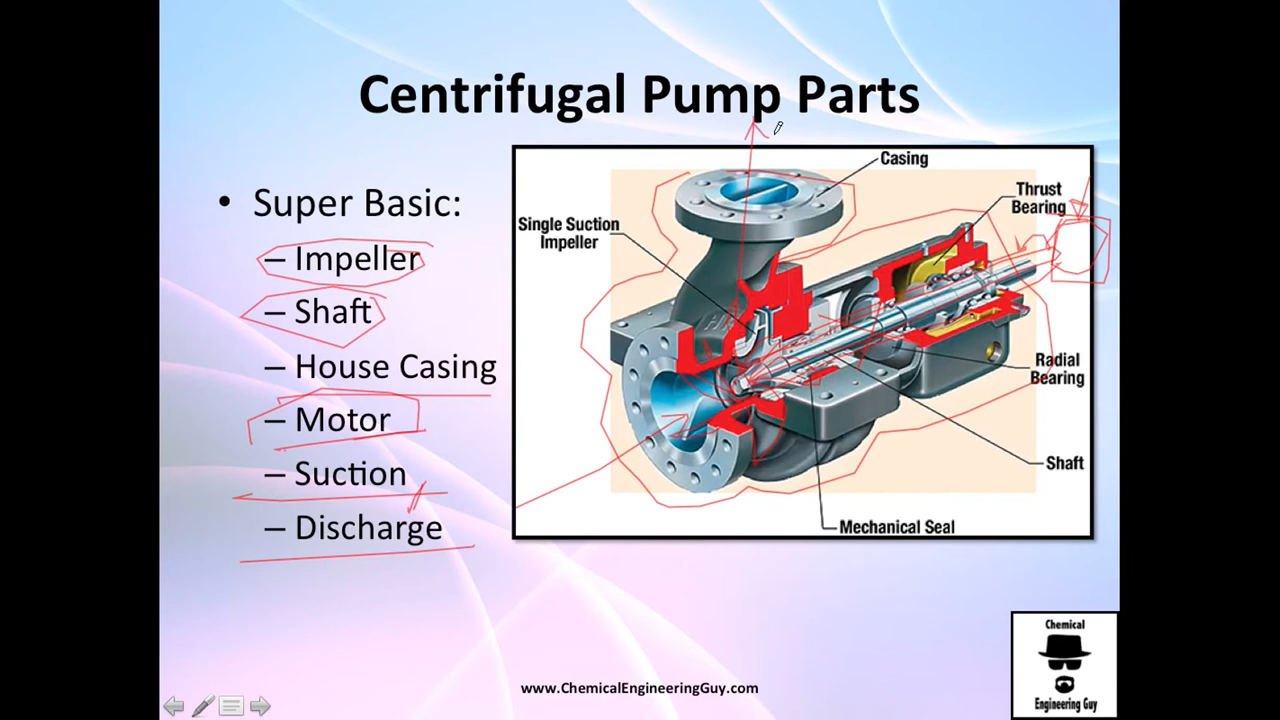 Centrifugal Pump Parts
• Super Basic:
– Impeller
– Shaft
– House Casing
– Motor
– Suction
– Discharge
Casing
Thrust
Bearing
Single Suction
Impeller
Radial
Bearing
Shaft
Mechanical Seal
www.ChemicalEngineeringGuy.com
Chemical
Engineering Guy